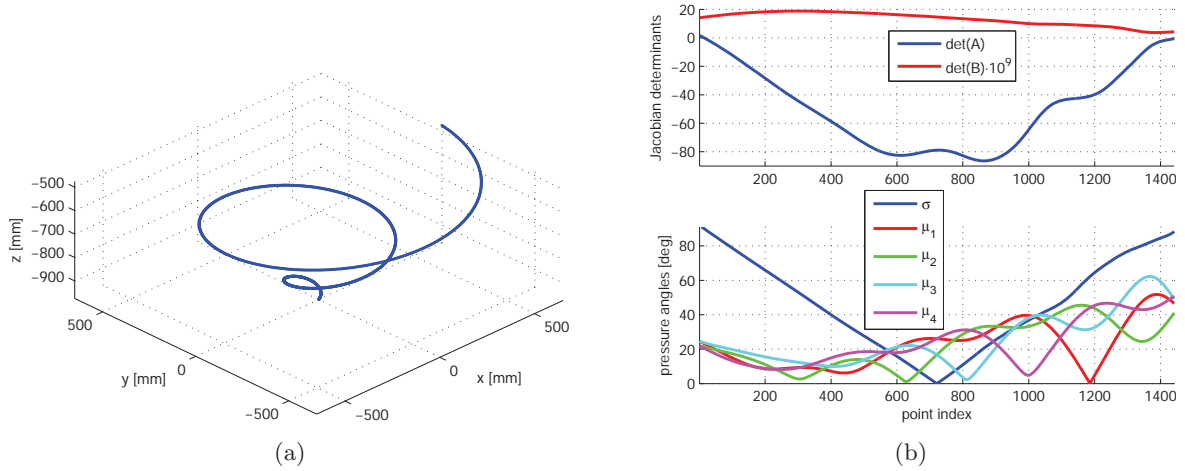 −500
−600
−700
−800
−900
z [mm]
500
0
−500
y [mm]
−500
0
500
x [mm]
(a)
20
0
−20
−40
−60
−80
Jacobian determinants
det(A)
det(B)·10⁹
200 400 600 800 1000 1200 1400
σ
μ₁
μ₂
μ₃
μ₄
80
60
40
20
0
pressure angles [deg]
200 400 600 800 1000 1200 1400
point index
(b)